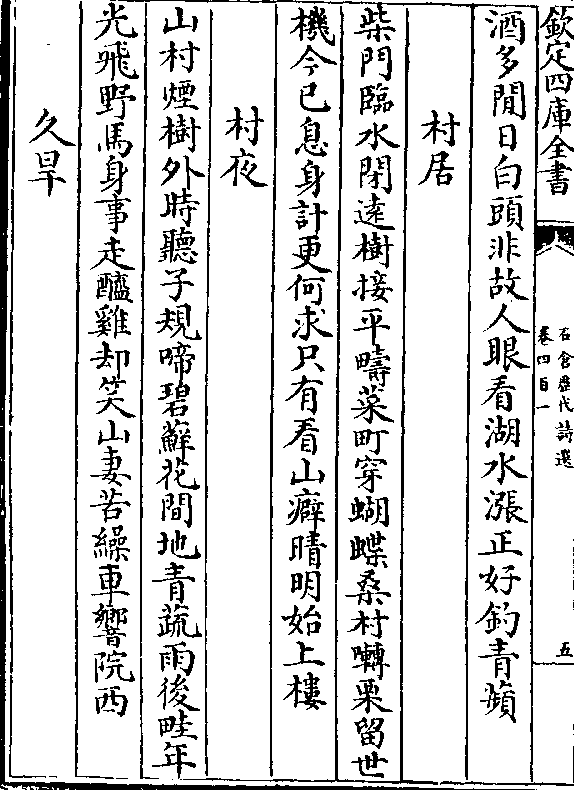 欽定四庫全書
石倉歷代詩選
卷四百一
五
酒多閒日白頭非故人眼看湖水漲正好釣青蘋
村居
柴門臨水閉逺樹接平疇菜町穿蝴蝶桑村囀栗留世
機今已息身計更何求只有看山癖晴明始上樓
村夜
山村煙樹外時聽子規啼碧蘚花間地青蔬雨後畦年
光飛野馬身事走醯雞却笑山妻苦繰車響院西
久旱